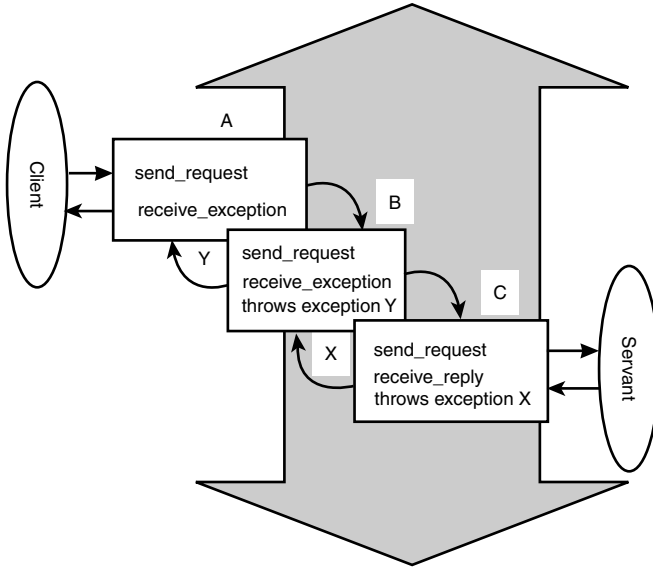 A
Client
send_request
receive_exception
B
Y
send_request
receive_exception
throws exception Y
C
X
send_request
receive_reply
throws exception X
Servant